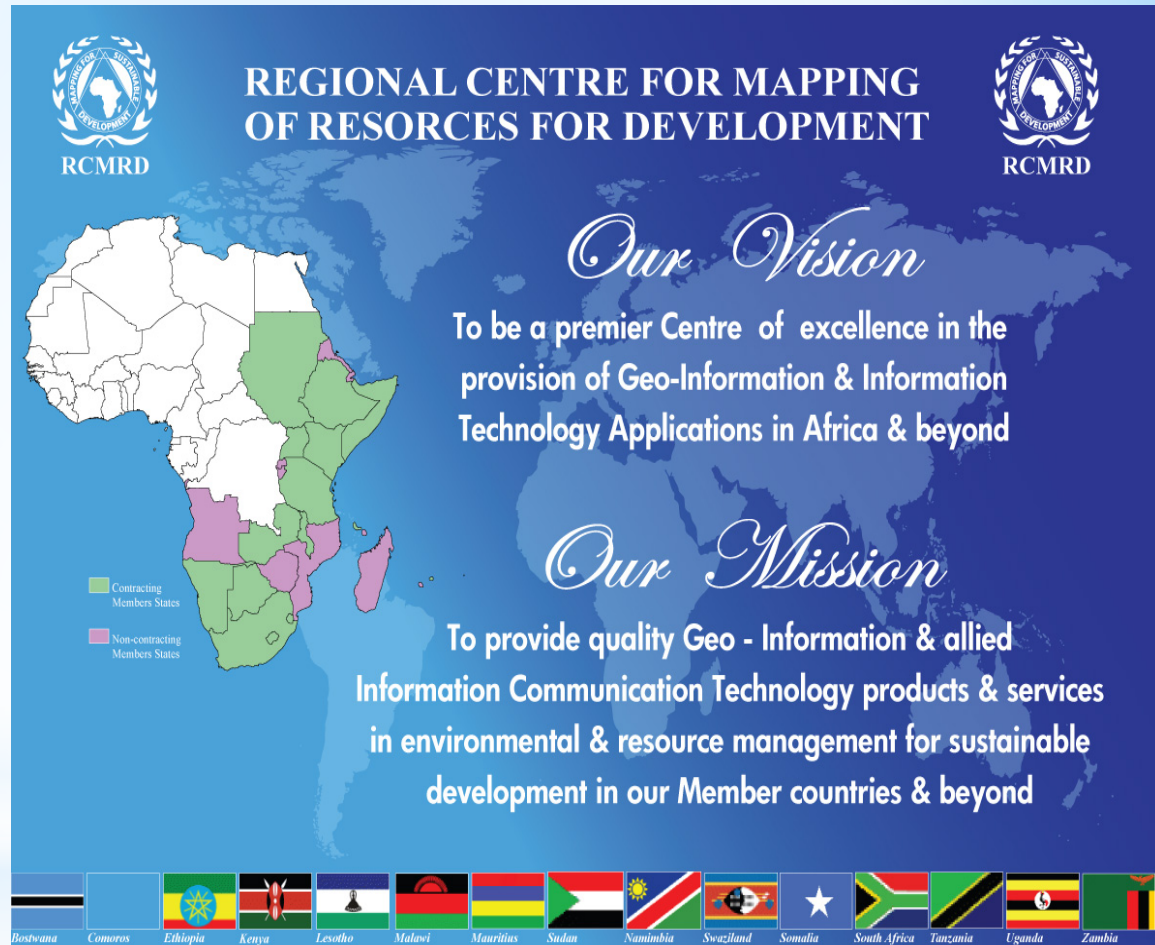 MAPPING FOR SUSTAINABLE DEVELOPMENT
RCMRD
REGIONAL CENTRE FOR MAPPING
OF RESORCES FOR DEVELOPMENT
MAPPING FOR SUSTAINABLE DEVELOPMENT
RCMRD
Our Vision
To be a premier Centre of excellence in the
provision of Geo-Information & Information
Technology Applications in Africa & beyond
Our Mission
To provide quality Geo - Information & allied
Information Communication Technology products & services
in environmental & resource management for sustainable
development in our Member countries & beyond
Contracting
Members States
Non-contracting
Members States
Bostwana Comoros Ethiopia Kenya Lesotho Malawi Mauritius Sudan Namimbia Swaziland Somalia South Africa Tanzania Uganda Zambia